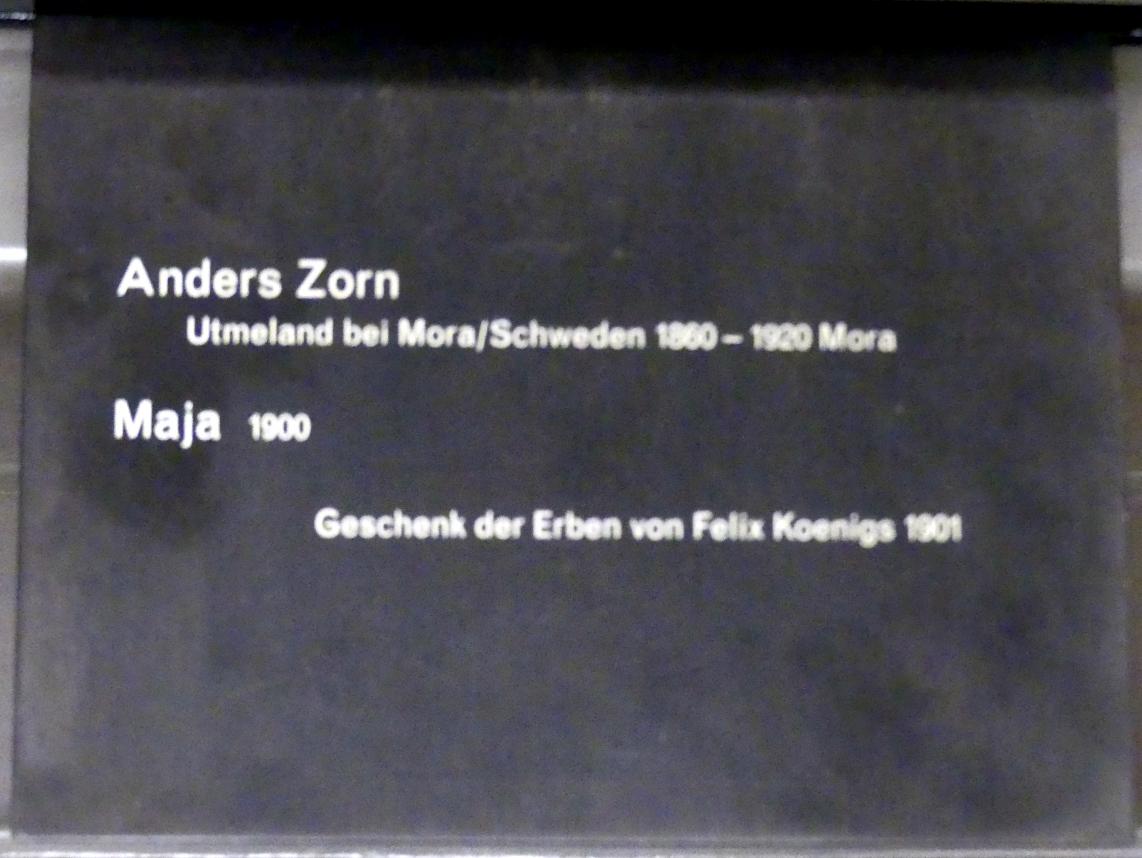 Anders Zorn
Utmeland bei Mora/Schweden 1860 – 1920 Mora
Maja 1900
Geschenk der Erben von Felix Koenigs 1901